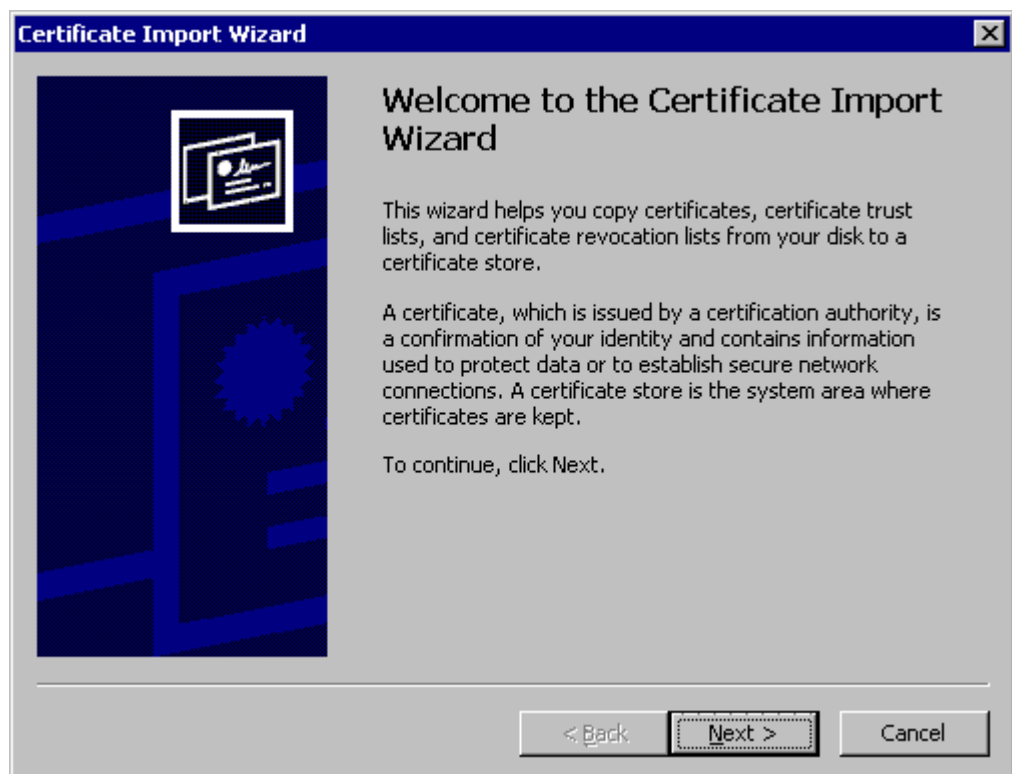 Certificate Import Wizard
Welcome to the Certificate Import
Wizard
This wizard helps you copy certificates, certificate trust
lists, and certificate revocation lists from your disk to a
certificate store.
A certificate, which is issued by a certification authority, is
a confirmation of your identity and contains information
used to protect data or to establish secure network
connections. A certificate store is the system area where
certificates are kept.
To continue, click Next.
< Back
Next >
Cancel